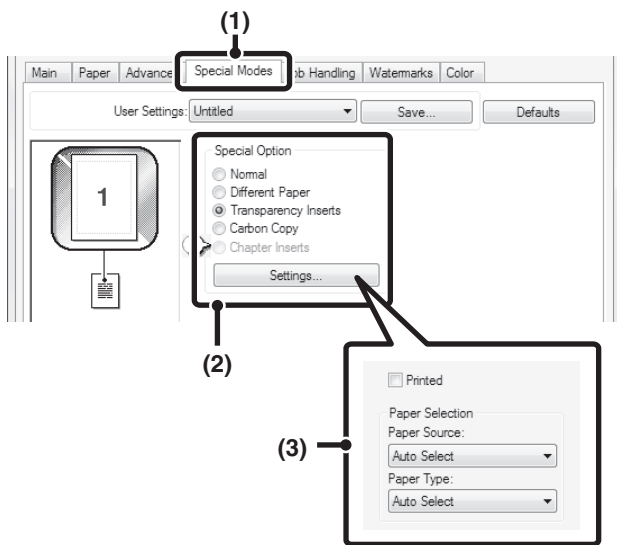 (1)
Main Paper Advance Special Modes ob Handling Watermarks Color
User Settings: Untitled Save... Defaults
1
Special Option
Normal
Different Paper
Transparency Inserts
Carbon Copy
Chapter Inserts
Settings...
(2)
Printed
Paper Selection
Paper Source:
(3)
Auto Select
Paper Type:
Auto Select